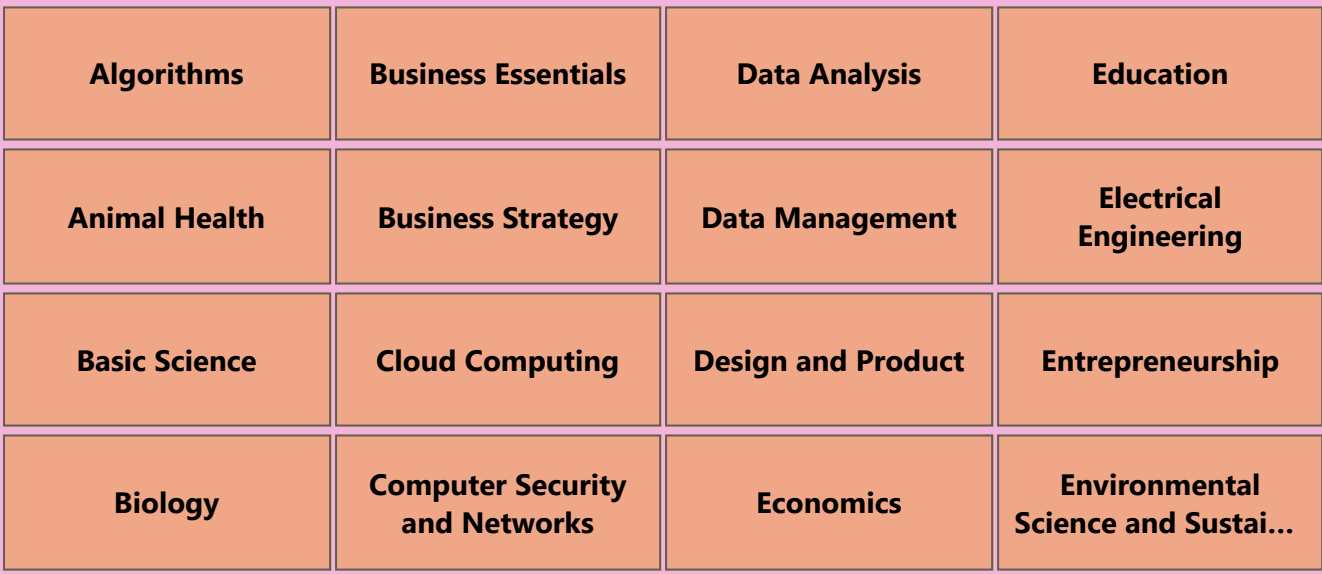 Algorithms
Business Essentials
Data Analysis
Education
Animal Health
Business Strategy
Data Management
Electrical
Engineering
Basic Science
Cloud Computing
Design and Product
Entrepreneurship
Biology
Computer Security
and Networks
Economics
Environmental
Science and Sustai...